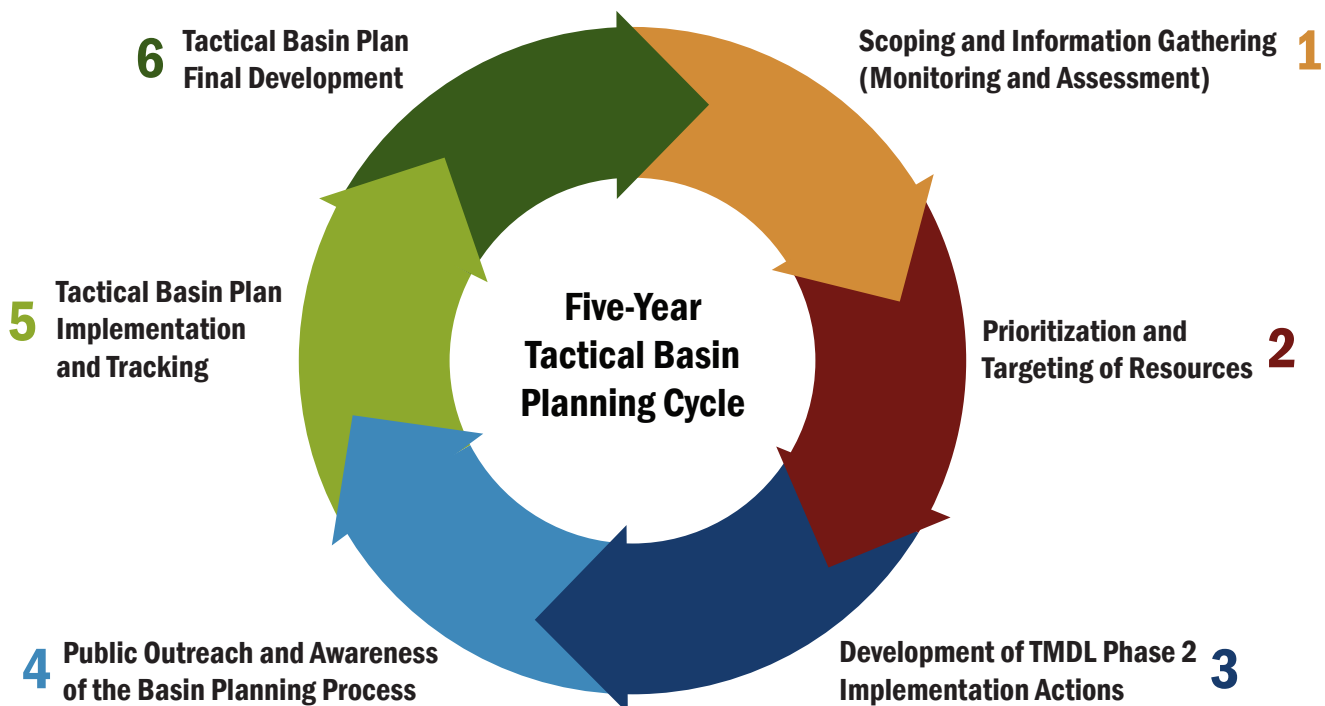 6 Tactical Basin Plan
Final Development
Scoping and Information Gathering 1
(Monitoring and Assessment)
5 Tactical Basin Plan
Implementation
and Tracking
Five-Year
Tactical Basin
Planning Cycle
Prioritization and
Targeting of Resources 2
4 Public Outreach and Awareness
of the Basin Planning Process
Development of TMDL Phase 2
Implementation Actions 3